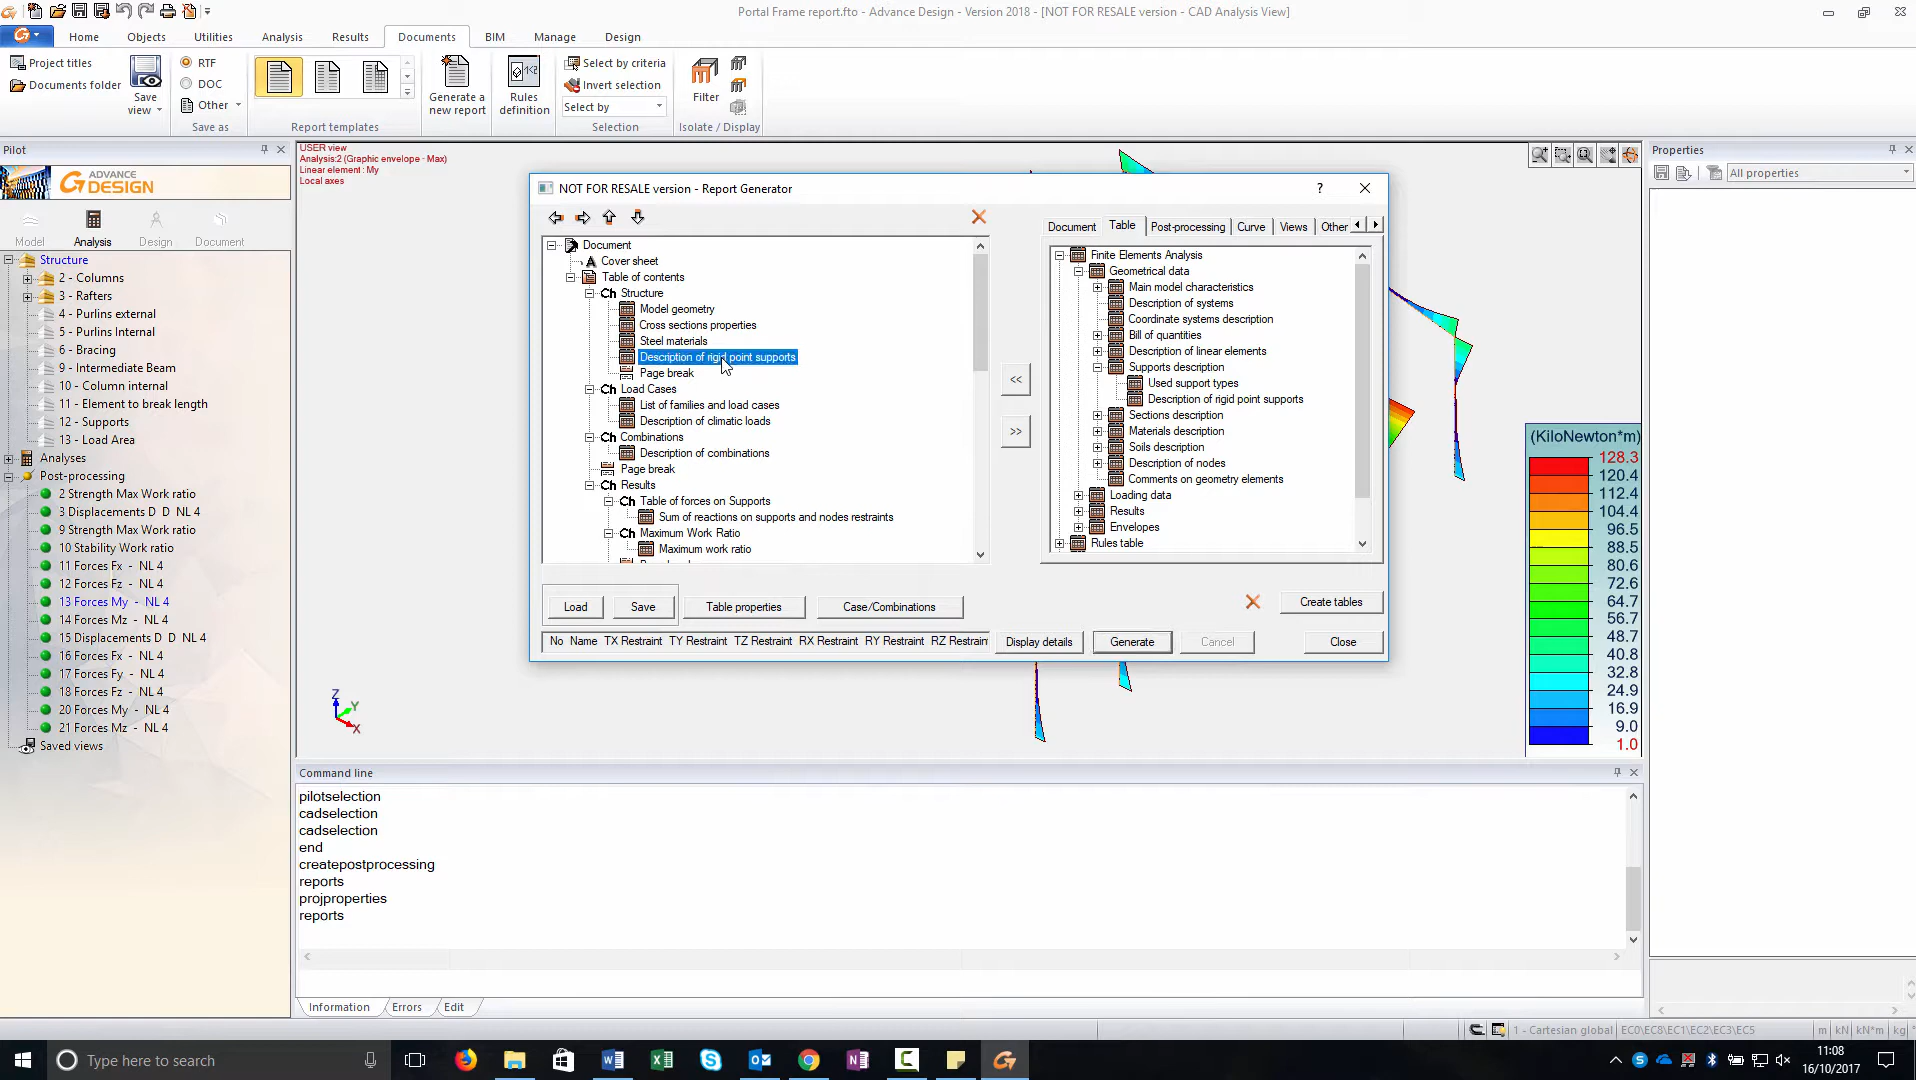 Portal Frame report.fto - Advance Design - Version 2018 - [NOT FOR RESALE version - CAD Analysis View]
Home Objects Utilities Analysis Results Documents BIM Manage Design
Project titles
Documents folder
Save view
RTF
DOC
Other
Save as
Report templates
Generate a new report
Rules definition
Select by criteria
Invert selection
Select by
Selection
Filter
Isolate / Display
Pilot
ADVANCE
DESIGN
Model Analysis Design Document
Structure
2 - Columns
3 - Rafters
4 - Purlins external
5 - Purlins Internal
6 - Bracing
9 - Intermediate Beam
10 - Column internal
11 - Element to break length
12 - Supports
13 - Load Area
Analyses
Post-processing
2 Strength Max Work ratio
3 Displacements D D NL 4
9 Strength Max Work ratio
10 Stability Work ratio
11 Forces Fx - NL 4
12 Forces Fz - NL 4
13 Forces My - NL 4
14 Forces Mz - NL 4
15 Displacements D D NL 4
16 Forces Fx - NL 4
17 Forces Fy - NL 4
18 Forces Fz - NL 4
20 Forces My - NL 4
21 Forces Mz - NL 4
Saved views
USER view
Analysis:2 (Graphic envelope - Max)
Linear element : My
Local axes
NOT FOR RESALE version - Report Generator
?
Document
Cover sheet
Table of contents
Ch Structure
Model geometry
Cross sections properties
Steel materials
Description of rigid point supports
Page break
Ch Load Cases
List of families and load cases
Description of climatic loads
Ch Combinations
Description of combinations
Page break
Ch Results
Ch Table of forces on Supports
Sum of reactions on supports and nodes restraints
Ch Maximum Work Ratio
Maximum work ratio
<<
>>
Document Table Post-processing Curve Views Other
Finite Elements Analysis
Geometrical data
Main model characteristics
Description of systems
Coordinate systems description
Bill of quantities
Description of linear elements
Supports description
Used support types
Description of rigid point supports
Sections description
Materials description
Soils description
Description of nodes
Comments on geometry elements
Loading data
Results
Envelopes
Rules table
Load Save Table properties Case/Combinations Create tables
No Name TX Restraint TY Restraint TZ Restraint RX Restraint RY Restraint RZ Restrain
Display details Generate Cancel Close
Z
Y
X
(KiloNewton*m)
128.3
120.4
112.4
104.4
96.5
88.5
80.6
72.6
64.7
56.7
48.7
40.8
32.8
24.9
16.9
9.0
1.0
Properties
All properties
Command line
pilotselection
cadselection
cadselection
end
createpostprocessing
reports
projproperties
reports
Information Errors Edit
1 - Cartesian global EC0\EC8\EC1\EC2\EC3\EC5 m kN kN*m kg
Type here to search
11:08
16/10/2017